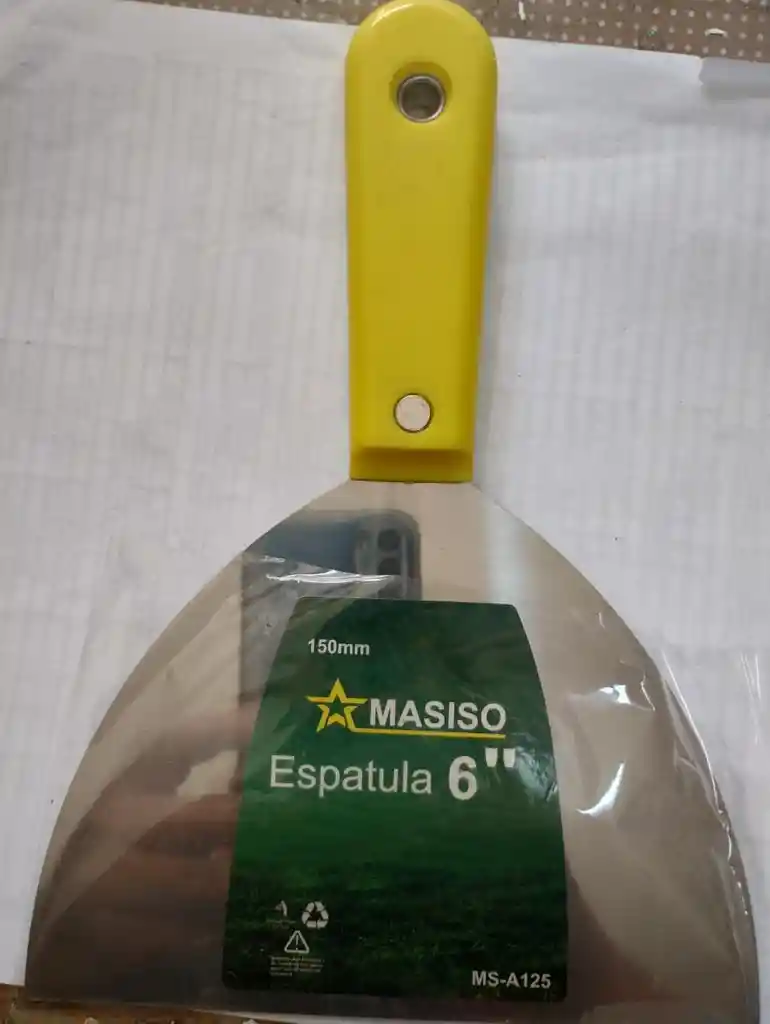 150mm
MASISO
Espatula 6"
MS-A125